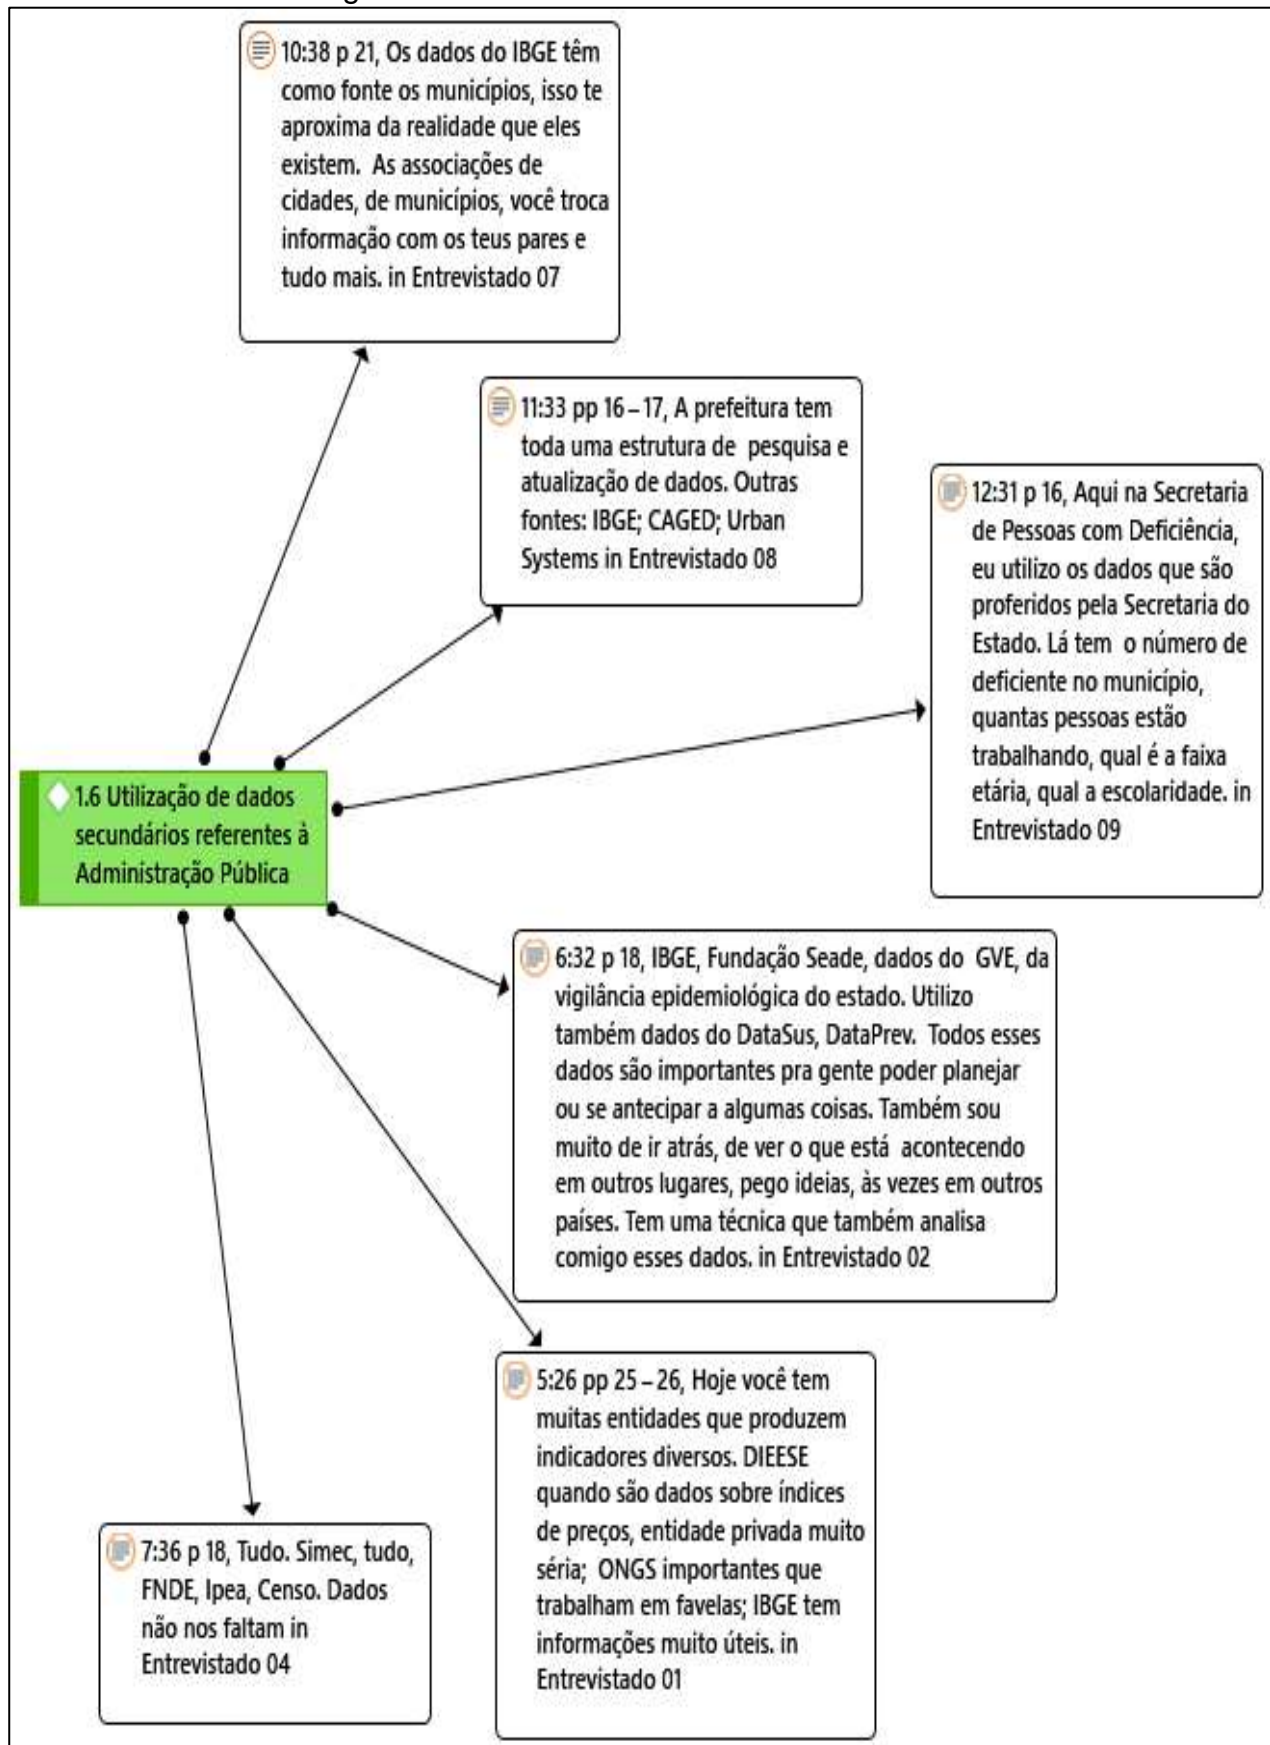 10:38 p 21, Os dados do IBGE têm
como fonte os municípios, isso te
aproxima da realidade que eles
existem. As associações de
cidades, de municípios, você troca
informação com os teus pares e
tudo mais. in Entrevistado 07
11:33 pp 16 – 17, A prefeitura tem
toda uma estrutura de pesquisa e
atualização de dados. Outras
fontes: IBGE; CAGED; Urban
Systems in Entrevistado 08
12:31 p 16, Aqui na Secretaria
de Pessoas com Deficiência,
eu utilizo os dados que são
proferidos pela Secretaria do
Estado. Lá tem o número de
deficiente no município,
quantas pessoas estão
trabalhando, qual é a faixa
etária, qual a escolaridade. in
Entrevistado 09
1.6 Utilização de dados
secundários referentes à
Administração Pública
6:32 p 18, IBGE, Fundação Seade, dados do GVE, da
vigilância epidemiológica do estado. Utilizo
também dados do DataSus, DataPrev. Todos esses
dados são importantes pra gente poder planejar
ou se antecipar a algumas coisas. Também sou
muito de ir atrás, de ver o que está acontecendo
em outros lugares, pego ideias, às vezes em outros
países. Tem uma técnica que também analisa
comigo esses dados. in Entrevistado 02
5:26 pp 25 – 26, Hoje você tem
muitas entidades que produzem
indicadores diversos. DIEESE
quando são dados sobre índices
de preços, entidade privada muito
séria; ONGS importantes que
trabalham em favelas; IBGE tem
informações muito úteis. in
Entrevistado 01
7:36 p 18, Tudo. Simec, tudo,
FNDE, Ipea, Censo. Dados
não nos faltam in
Entrevistado 04